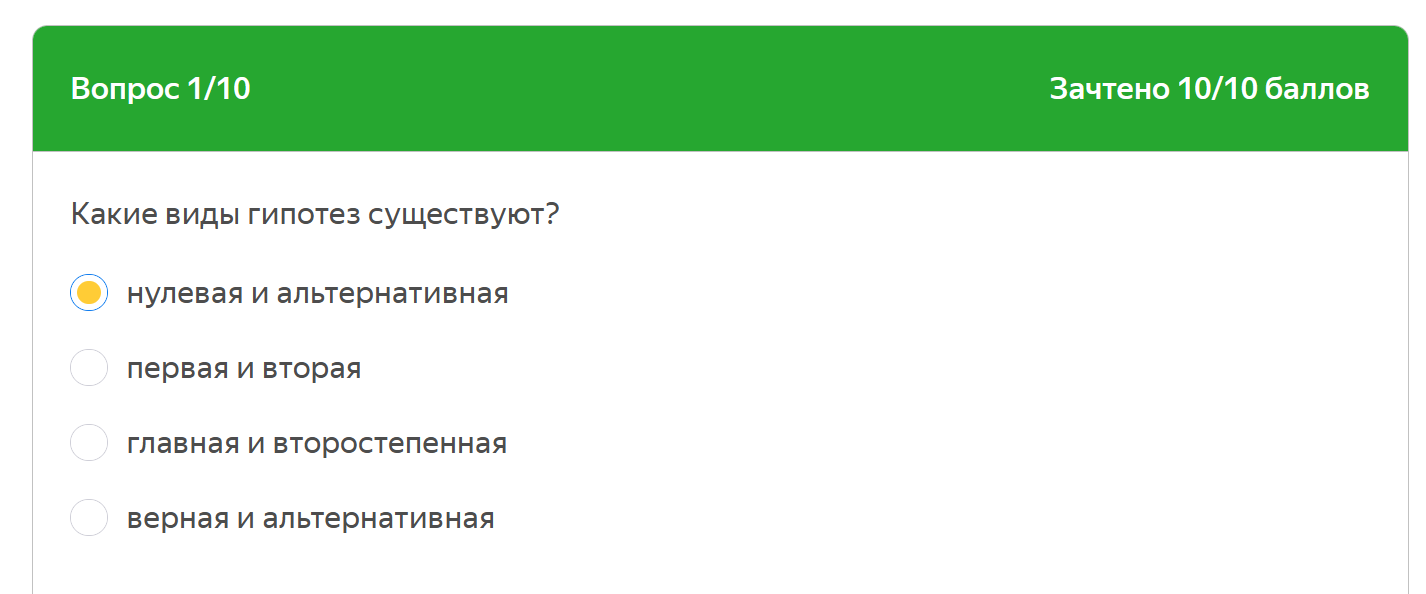 Вопрос 1/10
Зачтено 10/10 баллов
Какие виды гипотез существуют?
нулевая и альтернативная
первая и вторая
главная и второстепенная
верная и альтернативная